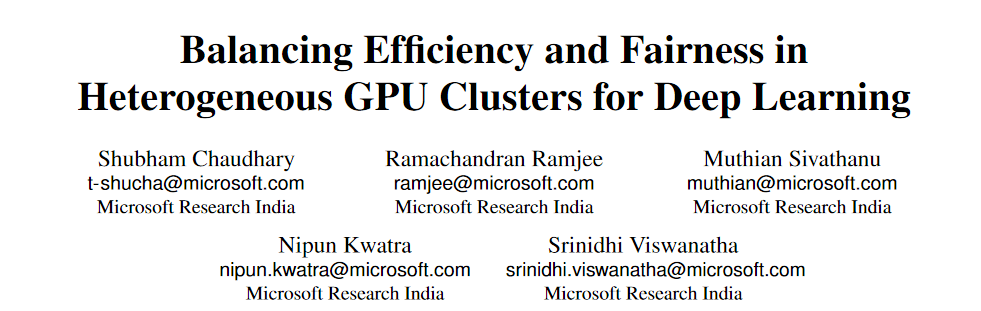 Balancing Efficiency and Fairness in
Heterogeneous GPU Clusters for Deep Learning
Shubham Chaudhary Ramachandran Ramjee Muthian Sivathanu
t-shucha@microsoft.com ramjee@microsoft.com muthian@microsoft.com
Microsoft Research India Microsoft Research India Microsoft Research India
Nipun Kwatra Srinidhi Viswanatha
nipun.kwatra@microsoft.com srinidhi.viswanatha@microsoft.com
Microsoft Research India Microsoft Research India